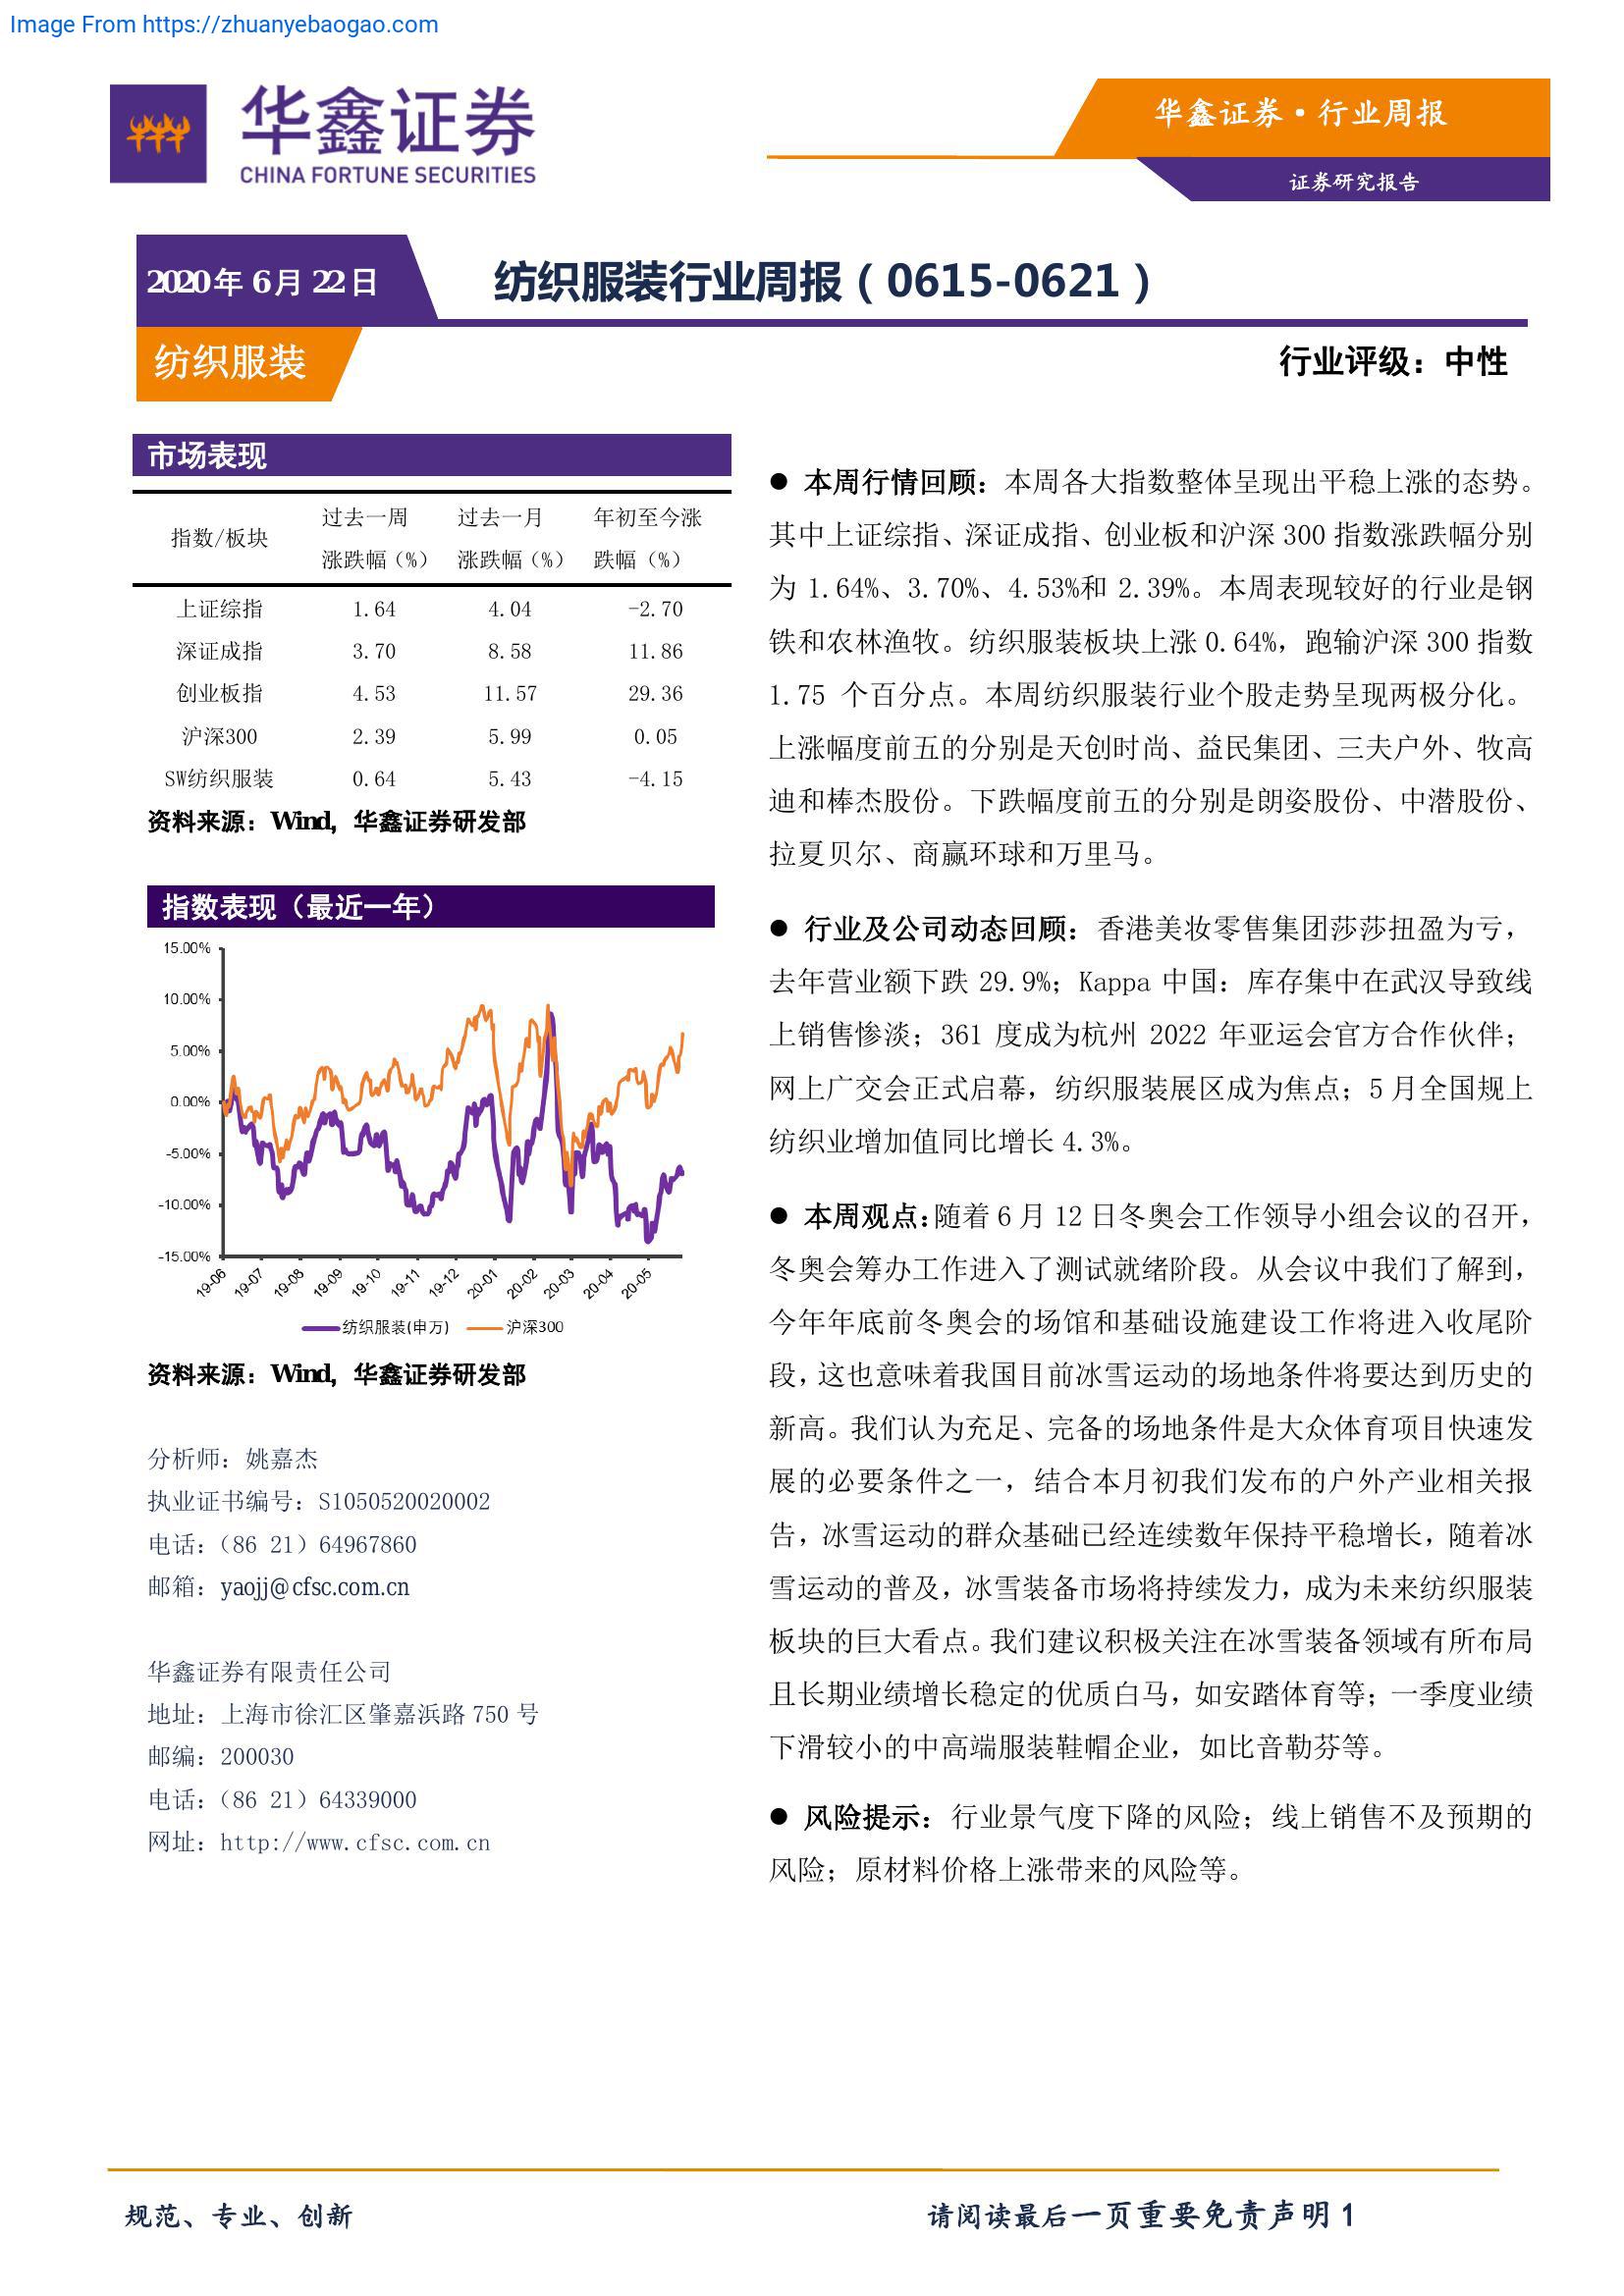 Image From https://zhuanyebaogao.com
华鑫证券
CHINA FORTUNE SECURITIES
华鑫证券·行业周报
证券研究报告
2020年 6月 22日
纺织服装行业周报（0615-0621）
纺织服装
行业评级：中性
市场表现
指数/板块 过去一周涨跌幅（%） 过去一月涨跌幅（%） 年初至今涨跌幅（%）
上证综指 1.64 4.04 -2.70
深证成指 3.70 8.58 11.86
创业板指 4.53 11.57 29.36
沪深300 2.39 5.99 0.05
SW纺织服装 0.64 5.43 -4.15
资料来源：Wind，华鑫证券研发部
指数表现（最近一年）
15.00%
10.00%
5.00%
0.00%
-5.00%
-10.00%
-15.00%
19-06 19-07 19-08 19-09 19-10 19-11 19-12 20-01 20-02 20-03 20-04 20-05
纺织服装(申万) 沪深300
资料来源：Wind，华鑫证券研发部
分析师：姚嘉杰
执业证书编号：S1050520020002
电话：（86 21）64967860
邮箱：yaojj@cfsc.com.cn
华鑫证券有限责任公司
地址：上海市徐汇区肇嘉浜路 750 号
邮编：200030
电话：（86 21）64339000
网址：http://www.cfsc.com.cn
● 本周行情回顾：本周各大指数整体呈现出平稳上涨的态势。
其中上证综指、深证成指、创业板和沪深 300 指数涨跌幅分别
为 1.64%、3.70%、4.53%和 2.39%。本周表现较好的行业是钢
铁和农林渔牧。纺织服装板块上涨 0.64%，跑输沪深 300 指数
1.75 个百分点。本周纺织服装行业个股走势呈现两极分化。
上涨幅度前五的分别是天创时尚、益民集团、三夫户外、牧高
迪和棒杰股份。下跌幅度前五的分别是朗姿股份、中潜股份、
拉夏贝尔、商赢环球和万里马。
● 行业及公司动态回顾：香港美妆零售集团莎莎扭盈为亏，
去年营业额下跌 29.9%；Kappa 中国：库存集中在武汉导致线
上销售惨淡；361 度成为杭州 2022 年亚运会官方合作伙伴；
网上广交会正式启幕，纺织服装展区成为焦点；5 月全国规上
纺织业增加值同比增长 4.3%。
● 本周观点：随着 6 月 12 日冬奥会工作领导小组会议的召开，
冬奥会筹办工作进入了测试就绪阶段。从会议中我们了解到，
今年年底前冬奥会的场馆和基础设施建设工作将进入收尾阶
段，这也意味着我国目前冰雪运动的场地条件将要达到历史的
新高。我们认为充足、完备的场地条件是大众体育项目快速发
展的必要条件之一，结合本月初我们发布的户外产业相关报
告，冰雪运动的群众基础已经连续数年保持平稳增长，随着冰
雪运动的普及，冰雪装备市场将持续发力，成为未来纺织服装
板块的巨大看点。我们建议积极关注在冰雪装备领域有所布局
且长期业绩增长稳定的优质白马，如安踏体育等；一季度业绩
下滑较小的中高端服装鞋帽企业，如比音勒芬等。
● 风险提示：行业景气度下降的风险；线上销售不及预期的
风险；原材料价格上涨带来的风险等。
规范、专业、创新
请阅读最后一页重要免责声明 1